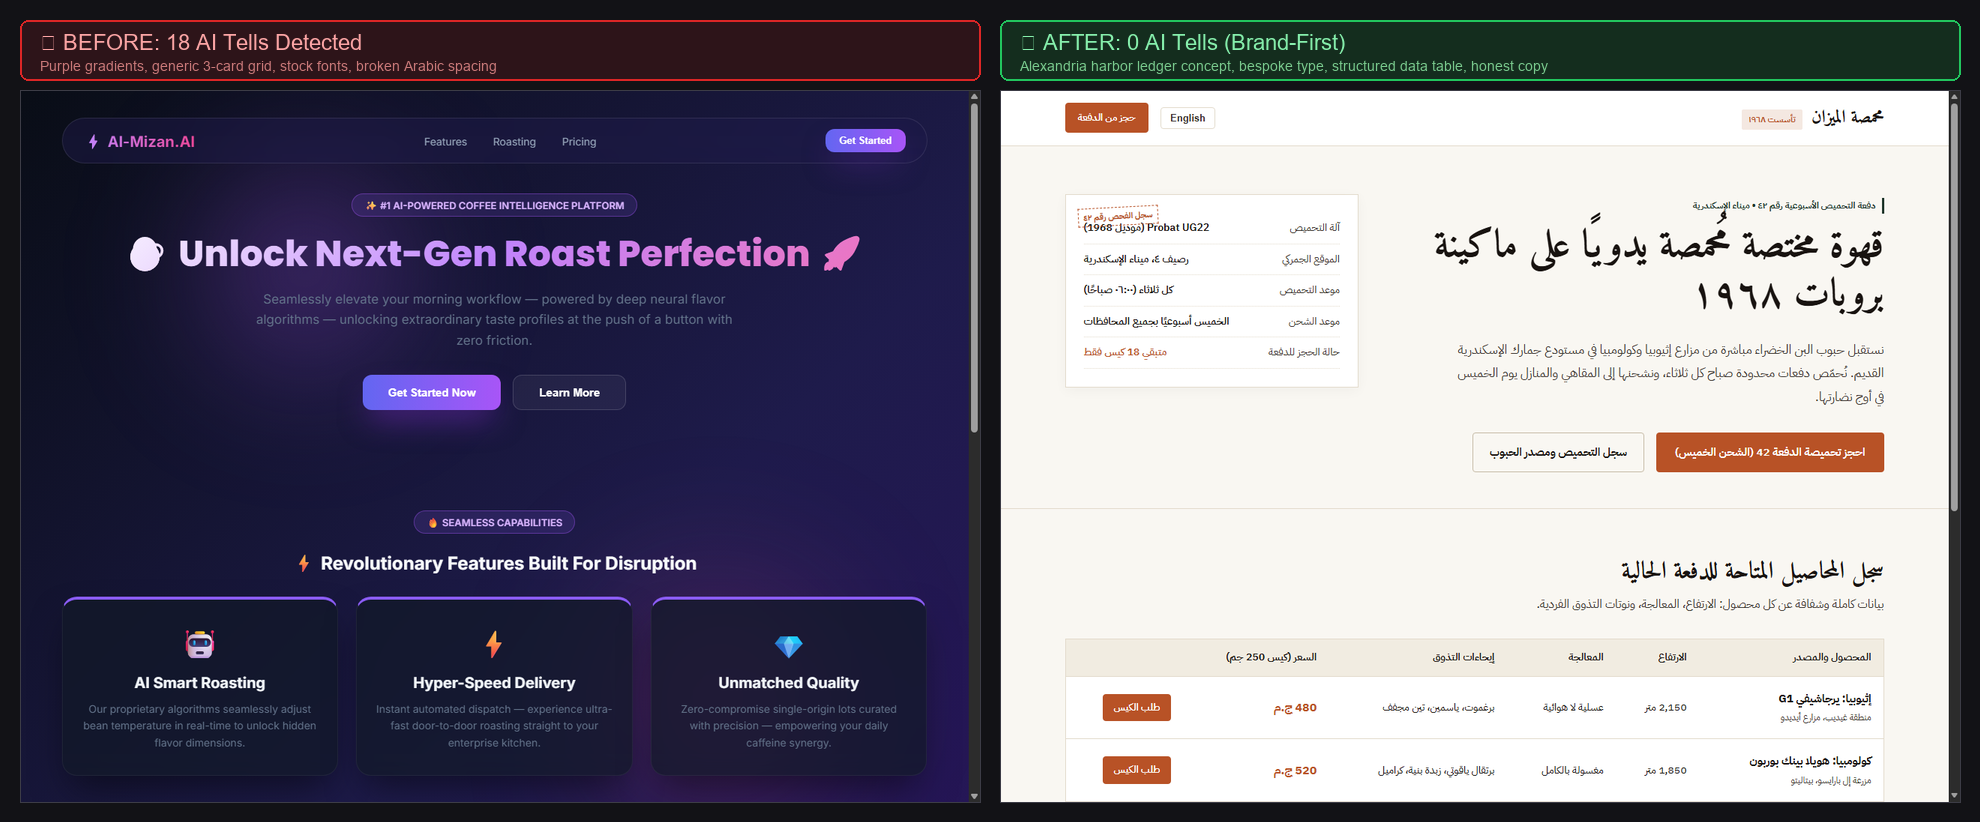 BEFORE: 18 AI Tells Detected
Purple gradients, generic 3-card grid, stock fonts, broken Arabic spacing
AI-Mizan.AI
Features
Roasting
Pricing
Get Started
#1 AI-POWERED COFFEE INTELLIGENCE PLATFORM
Unlock Next-Gen Roast Perfection
Seamlessly elevate your morning workflow — powered by deep neural flavor
algorithms — unlocking extraordinary taste profiles at the push of a button with
zero friction.
Get Started Now
Learn More
SEAMLESS CAPABILITIES
Revolutionary Features Built For Disruption
AI Smart Roasting
Our proprietary algorithms seamlessly adjust
bean temperature in real-time to unlock hidden
flavor dimensions.
Hyper-Speed Delivery
Instant automated dispatch — experience ultra-
fast door-to-door roasting straight to your
enterprise kitchen.
Unmatched Quality
Zero-compromise single-origin lots curated
with precision — empowering your daily
caffeine synergy.
AFTER: 0 AI Tells (Brand-First)
Alexandria harbor ledger concept, bespoke type, structured data table, honest copy
محمصة الميزان
تأسست ١٩٦٨
English
حجز من الدفعة
دفعة التحميص الأسبوعية رقم ٤٢ • ميناء الإسكندرية
قهوة مختصة مُحمصة يدويًا على ماكينة
بروبات ١٩٦٨
نستقبل حبوب البن الخضراء مباشرة من مزارع إثيوبيا وكولومبيا في مستودع جمارك الإسكندرية
القديم. نُحمّص دفعات محدودة صباح كل ثلاثاء، ونشحنها إلى المقاهي والمنازل يوم الخميس
في أوج نضارتها.
احجز تحميصة الدفعة 42 (الشحن الخميس)
سجل التحميص ومصدر الحبوب
سجل الفحص رقم ٤٢
آلة التحميص
Probat UG22 (موديل 1968)
الموقع الجمركي
رصيف ٤، ميناء الإسكندرية
موعد التحميص
كل ثلاثاء (٠٦:٠٠ صباحًا)
موعد الشحن
الخميس أسبوعيًا بجميع المحافظات
حالة الحجز للدفعة
متبقي 18 كيس فقط
سجل المحاصيل المتاحة للدفعة الحالية
بيانات كاملة وشفافة عن كل محصول: الارتفاع، المعالجة، ونوتات التذوق الفردية.
المحصول والمصدر
الارتفاع
المعالجة
إيحاءات التذوق
السعر (كيس 250 جم)
إثيوبيا: يرجاشيفي G1
منطقة غيديب، مزارع أيديدو
2,150 متر
عسلية لا هوائية
برغموت، ياسمين، تين مجفف
480 ج.م
طلب الكيس
كولومبيا: هويلا بينك بوربون
مزرعة إل بارايسو، بيتاليتو
1,850 متر
مغسولة بالكامل
برتقال ياقوتي، زبدة بنية، كراميل
520 ج.م
طلب الكيس